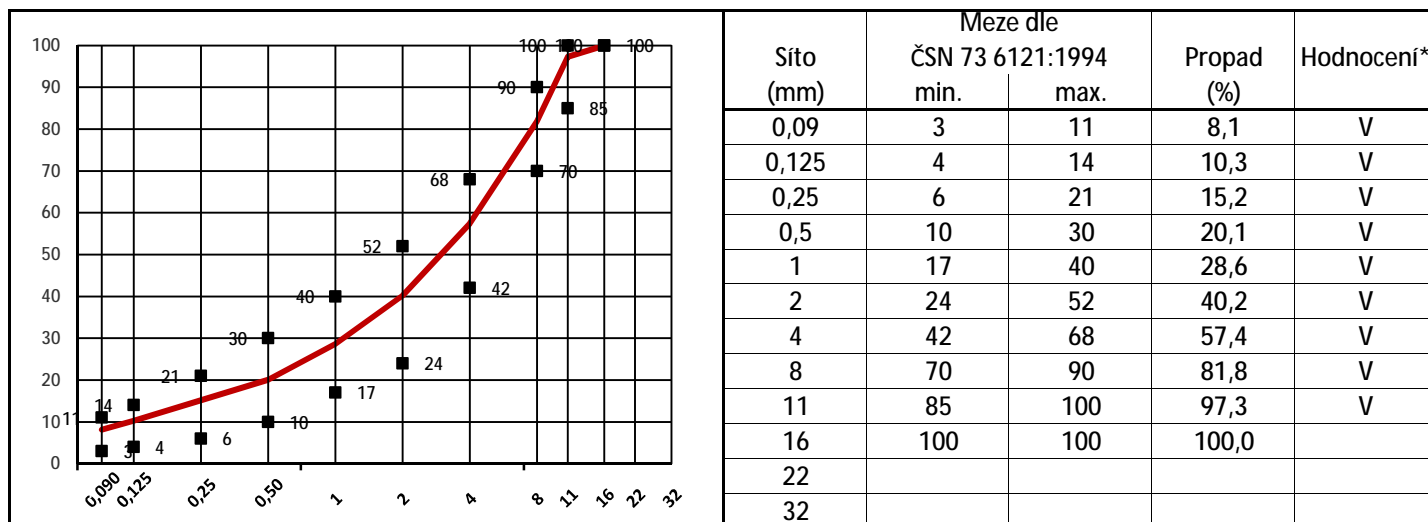 100
90
80
70
60
50
40
30
20
10
0
100 100 100
90 85
68 70
52
40 42
30
21 24
11 14 17
10
3 4 6
0,090 0,125 0,25 0,50 1 2 4 8 11 16 22 32
Meze dle
Síto ČSN 73 6121:1994 Propad Hodnocení*
(mm) min. max. (%)
0,09 3 11 8,1 V
0,125 4 14 10,3 V
0,25 6 21 15,2 V
0,5 10 30 20,1 V
1 17 40 28,6 V
2 24 52 40,2 V
4 42 68 57,4 V
8 70 90 81,8 V
11 85 100 97,3 V
16 100 100 100,0
22
32